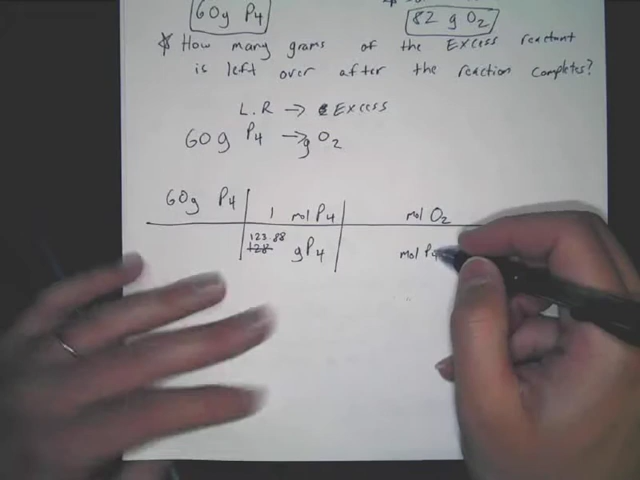 60g P4 82 g O2
* How many grams of the Excess reactant
is left over after the reaction completes?
L.R → Excess
60g P4 → g O2
60g P4 1 mol P4 mol O2
123.88
128 g P4 mol P4